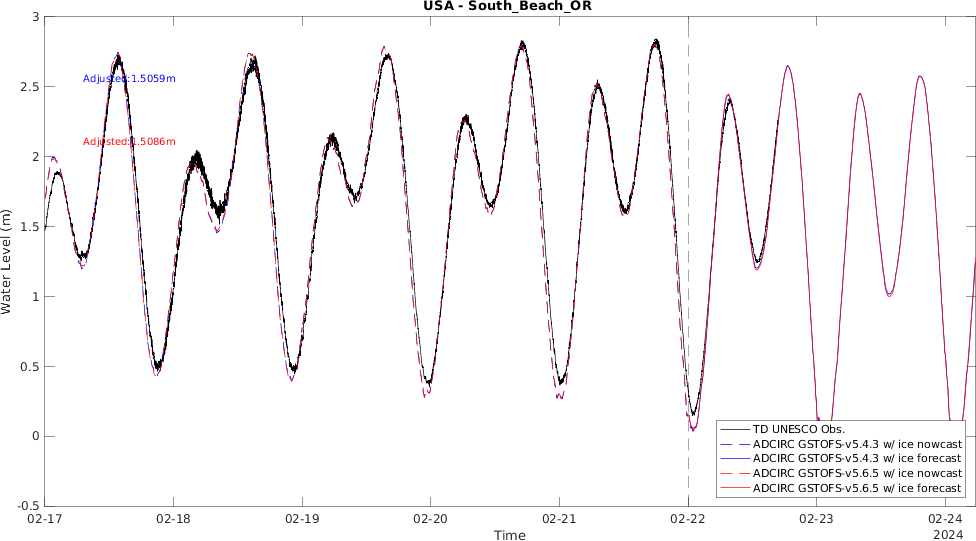 USA - South_Beach_OR
3
2.5
2
1.5
1
0.5
0
-0.5
Water Level (m)
Adjusted:1.5059m
Adjusted:1.5086m
TD UNESCO Obs.
ADCIRC GSTOFS-v5.4.3 w/ ice nowcast
ADCIRC GSTOFS-v5.4.3 w/ ice forecast
ADCIRC GSTOFS-v5.6.5 w/ ice nowcast
ADCIRC GSTOFS-v5.6.5 w/ ice forecast
02-17 02-18 02-19 02-20 02-21 02-22 02-23 02-24
Time
2024